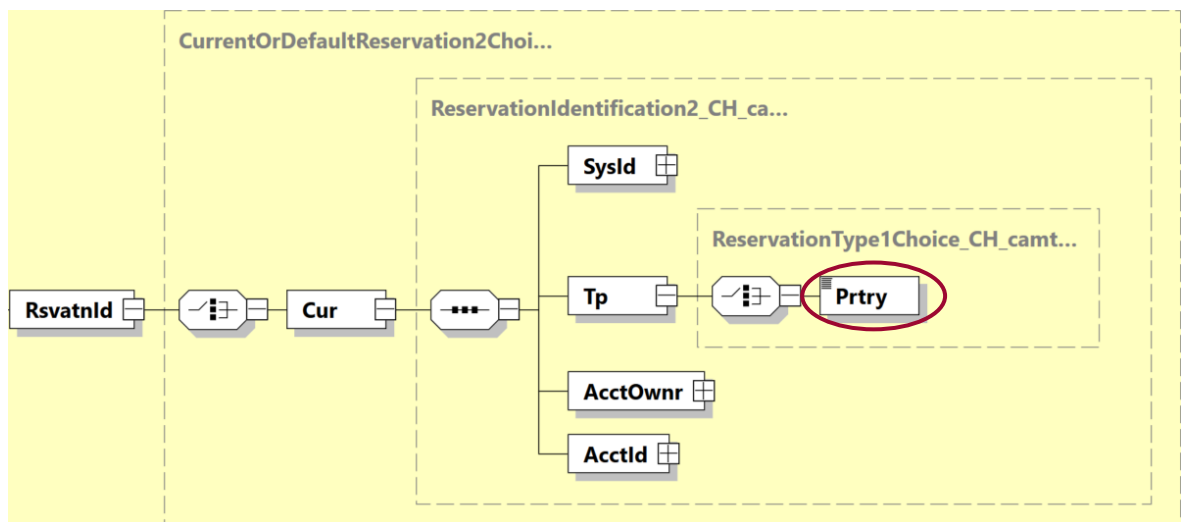 CurrentOrDefaultReservation2Choi...
ReservationIdentification2_CH_ca...
SysId
ReservationType1Choice_CH_camt...
RsvatnId
Cur
Tp
Prtry
AcctOwnr
AcctId